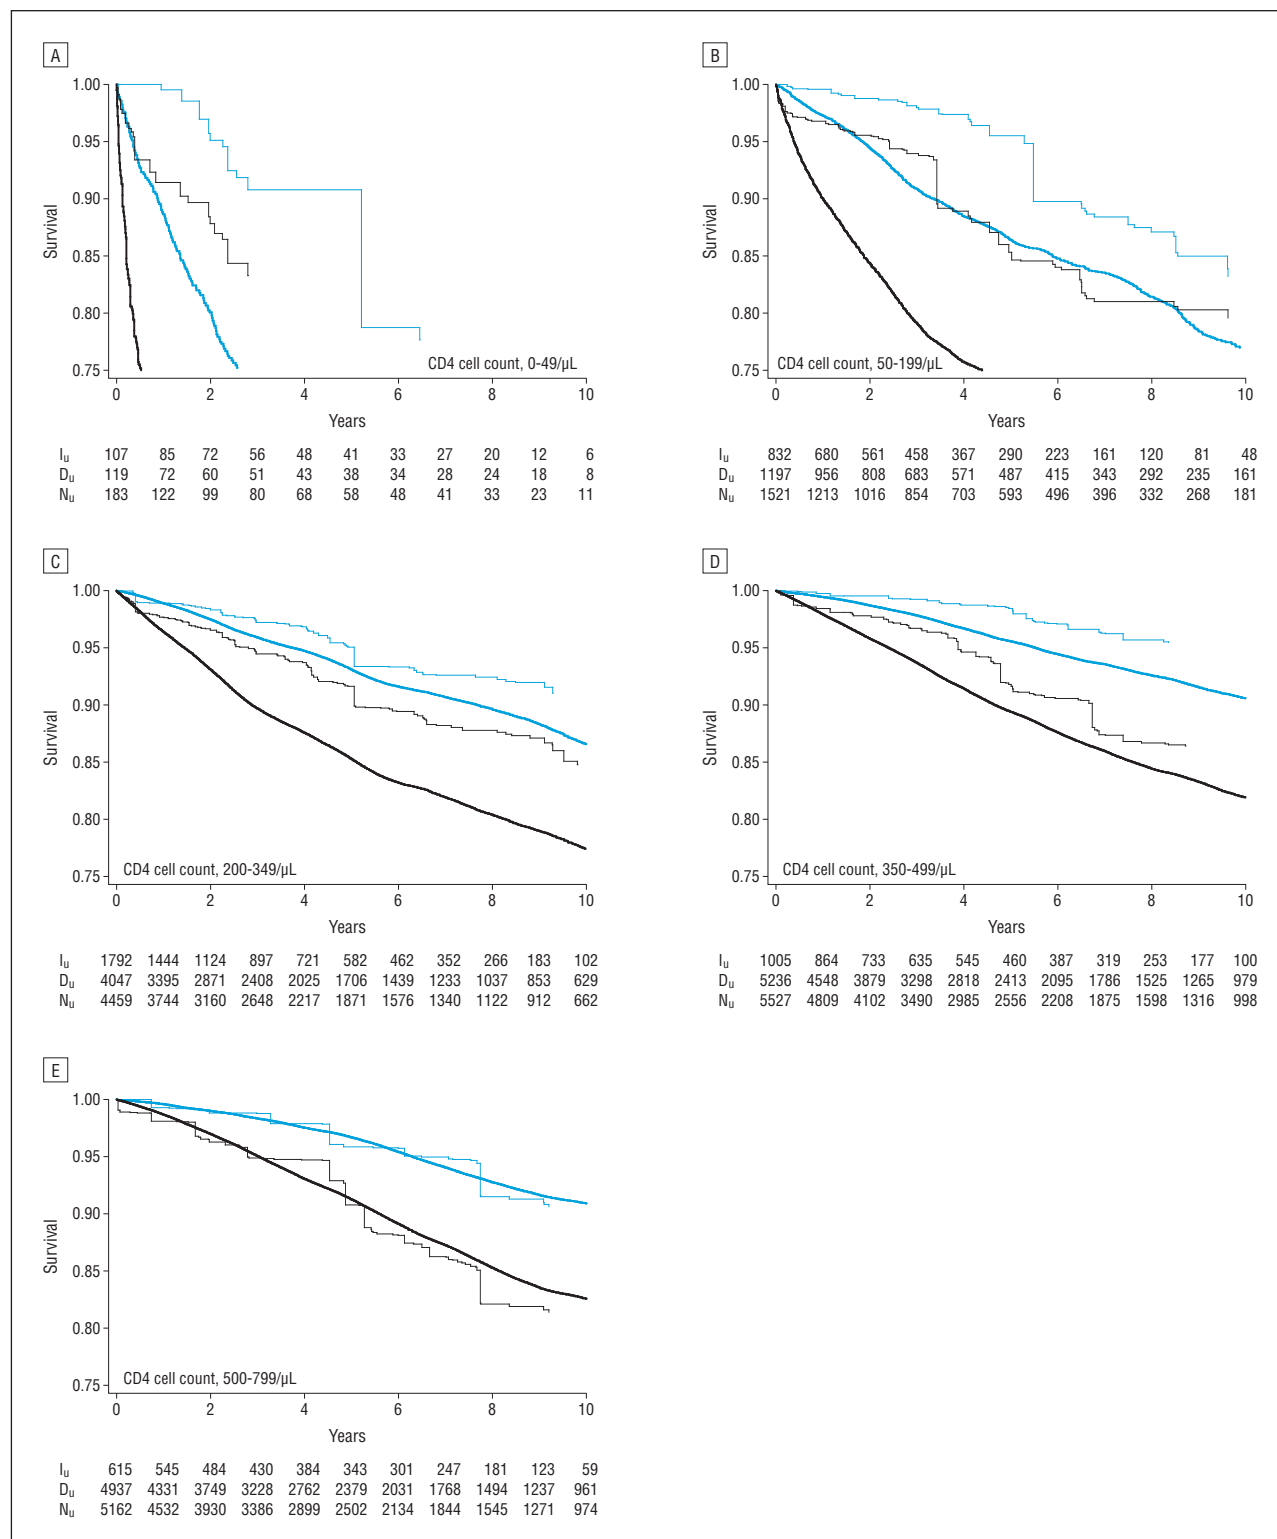 A
1.00
0.95
0.90
0.85
0.80
0.75
Survival
CD4 cell count, 0-49/μL
0 2 4 6 8 10
Years
Iu 107 85 72 56 48 41 33 27 20 12 6
Du 119 72 60 51 43 38 34 28 24 18 8
Nu 183 122 99 80 68 58 48 41 33 23 11
B
1.00
0.95
0.90
0.85
0.80
0.75
Survival
CD4 cell count, 50-199/μL
0 2 4 6 8 10
Years
Iu 832 680 561 458 367 290 223 161 120 81 48
Du 1197 956 808 683 571 487 415 343 292 235 161
Nu 1521 1213 1016 854 703 593 496 396 332 268 181
C
1.00
0.95
0.90
0.85
0.80
0.75
Survival
CD4 cell count, 200-349/μL
0 2 4 6 8 10
Years
Iu 1792 1444 1124 897 721 582 462 352 266 183 102
Du 4047 3395 2871 2408 2025 1706 1439 1233 1037 853 629
Nu 4459 3744 3160 2648 2217 1871 1576 1340 1122 912 662
D
1.00
0.95
0.90
0.85
0.80
0.75
Survival
CD4 cell count, 350-499/μL
0 2 4 6 8 10
Years
Iu 1005 864 733 635 545 460 387 319 253 177 100
Du 5236 4548 3879 3298 2818 2413 2095 1786 1525 1265 979
Nu 5527 4809 4102 3490 2985 2556 2208 1875 1598 1316 998
E
1.00
0.95
0.90
0.85
0.80
0.75
Survival
CD4 cell count, 500-799/μL
0 2 4 6 8 10
Years
Iu 615 545 484 430 384 343 301 247 181 123 59
Du 4937 4331 3749 3228 2762 2379 2031 1768 1494 1237 961
Nu 5162 4532 3930 3386 2899 2502 2134 1844 1545 1271 974